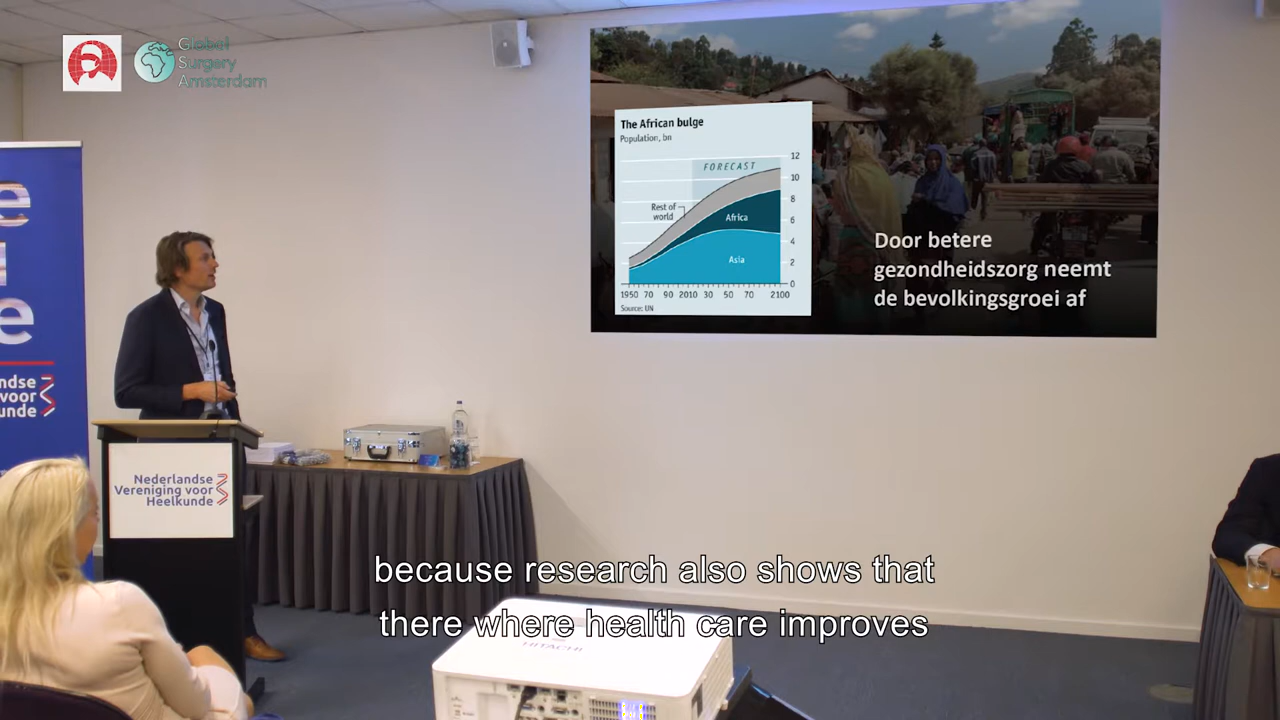 Global
Surgery
Amsterdam
The African bulge
Population, bn
FORECAST
Rest of
world
Africa
Asia
12
10
8
6
4
2
0
1950 70 90 2010 30 50 70 2100
Source: UN
Door betere
gezondheidszorg neemt
de bevolkingsgroei af
ndse
voor
unde
Nederlandse
Vereniging voor
Heelkunde
because research also shows that
there where health care improves
HITACHI